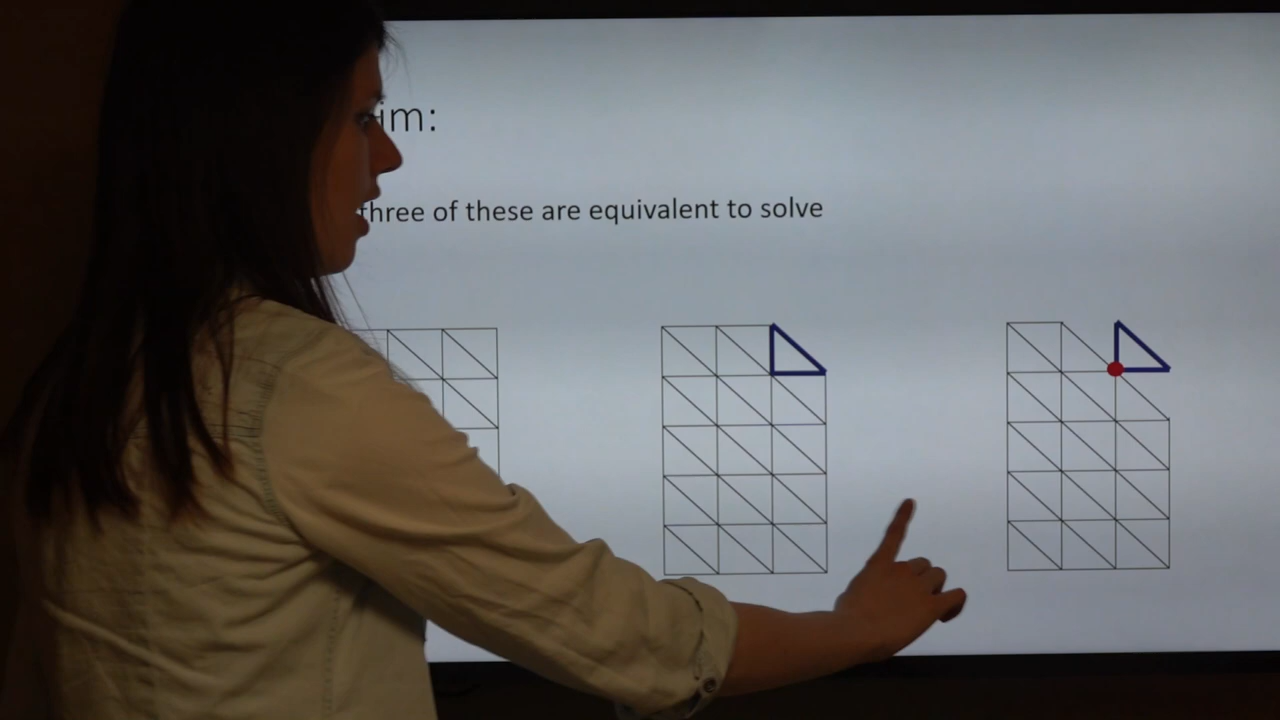 im:
three of these are equivalent to solve